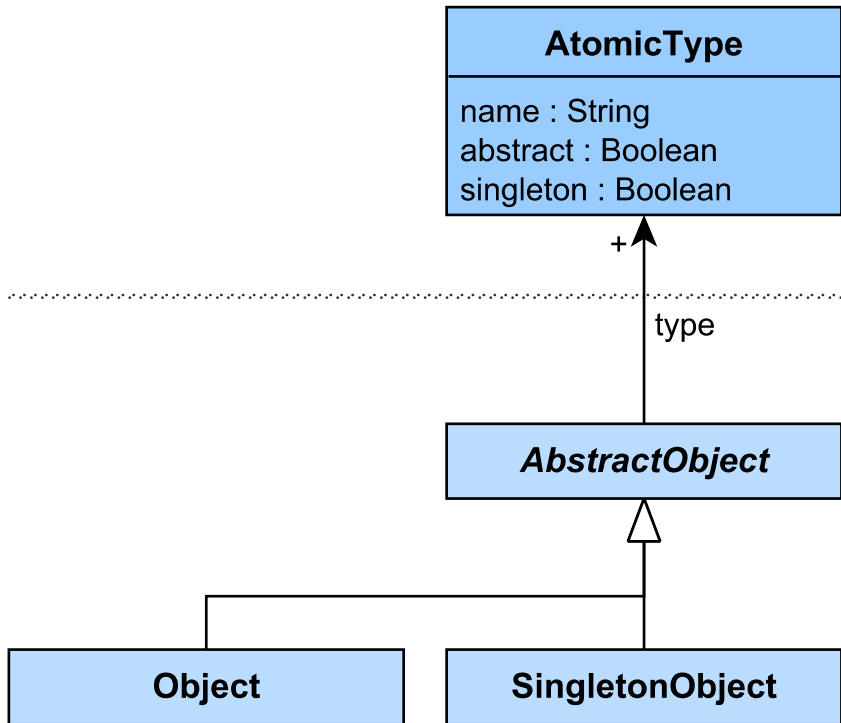 AtomicType
name : String
abstract : Boolean
singleton : Boolean
+
type
AbstractObject
Object
SingletonObject